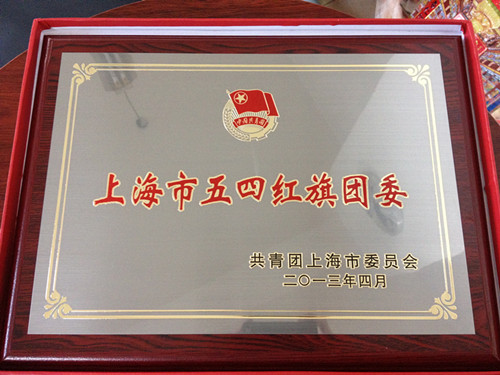 中国共青团
上海市五四红旗团委
共青团上海市委员会
二〇一三年四月